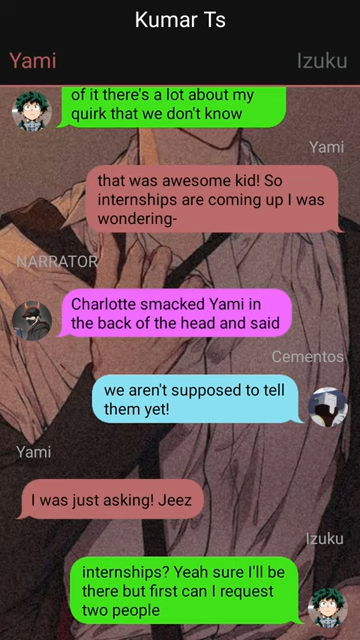 Kumar Ts
Yami Izuku
of it there's a lot about my
quirk that we don't know
Yami
that was awesome kid! So
internships are coming up I was
wondering-
NARRATOR
Charlotte smacked Yami in
the back of the head and said
Cementos
we aren't supposed to tell
them yet!
Yami
I was just asking! Jeez
Izuku
internships? Yeah sure I'll be
there but first can I request
two people